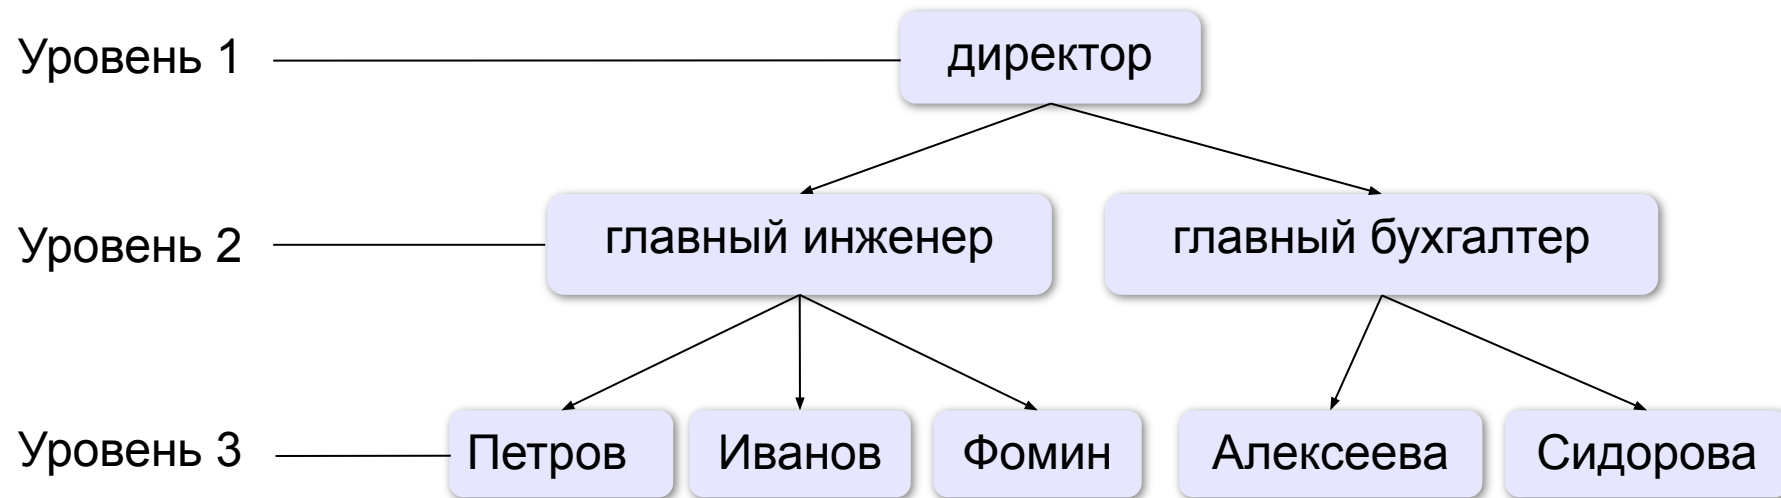 Уровень 1
директор
Уровень 2
главный инженер
главный бухгалтер
Уровень 3
Петров
Иванов
Фомин
Алексеева
Сидорова